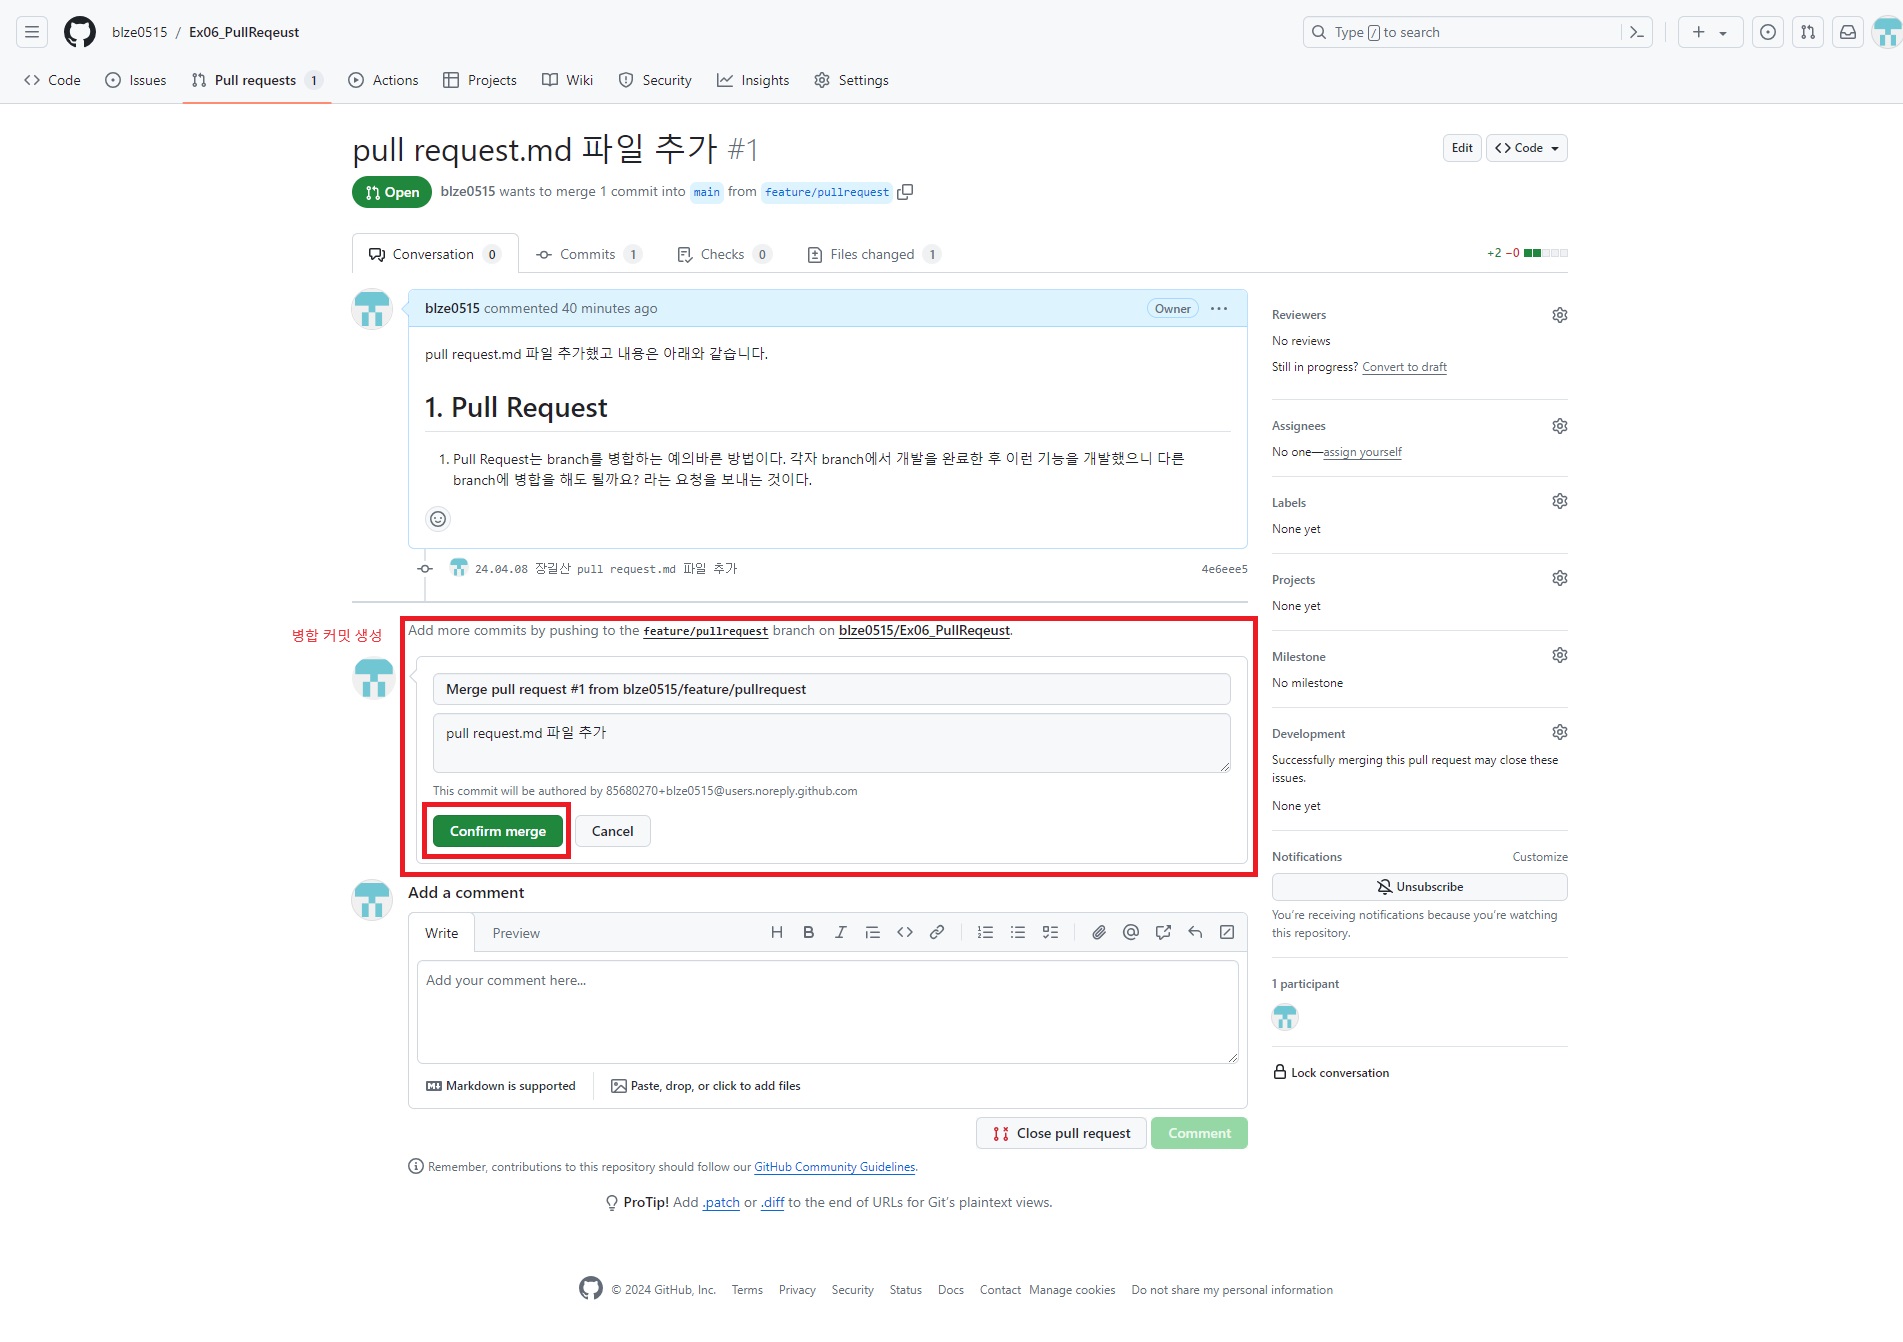 blze0515 / Ex06_PullReqeust
Type / to search
Code Issues Pull requests 1 Actions Projects Wiki Security Insights Settings
pull request.md 파일 추가 #1
Edit Code
Open blze0515 wants to merge 1 commit into main from feature/pullrequest
Conversation 0 Commits 1 Checks 0 Files changed 1 +2 −0
blze0515 commented 40 minutes ago Owner
pull request.md 파일 추가했고 내용은 아래와 같습니다.
1. Pull Request
1. Pull Request는 branch를 병합하는 예의바른 방법이다. 각자 branch에서 개발을 완료한 후 이런 기능을 개발했으니 다른
branch에 병합을 해도 될까요? 라는 요청을 보내는 것이다.
24.04.08 장길산 pull request.md 파일 추가 4e6eee5
병합 커밋 생성
Add more commits by pushing to the feature/pullrequest branch on blze0515/Ex06_PullReqeust.
Merge pull request #1 from blze0515/feature/pullrequest
pull request.md 파일 추가
This commit will be authored by 85680270+blze0515@users.noreply.github.com
Confirm merge Cancel
Add a comment
Write Preview
Add your comment here...
Markdown is supported Paste, drop, or click to add files
Close pull request Comment
Remember, contributions to this repository should follow our GitHub Community Guidelines.
ProTip! Add .patch or .diff to the end of URLs for Git's plaintext views.
Reviewers
No reviews
Still in progress? Convert to draft
Assignees
No one—assign yourself
Labels
None yet
Projects
None yet
Milestone
No milestone
Development
Successfully merging this pull request may close these
issues.
None yet
Notifications Customize
Unsubscribe
You're receiving notifications because you're watching
this repository.
1 participant
Lock conversation
© 2024 GitHub, Inc. Terms Privacy Security Status Docs Contact Manage cookies Do not share my personal information